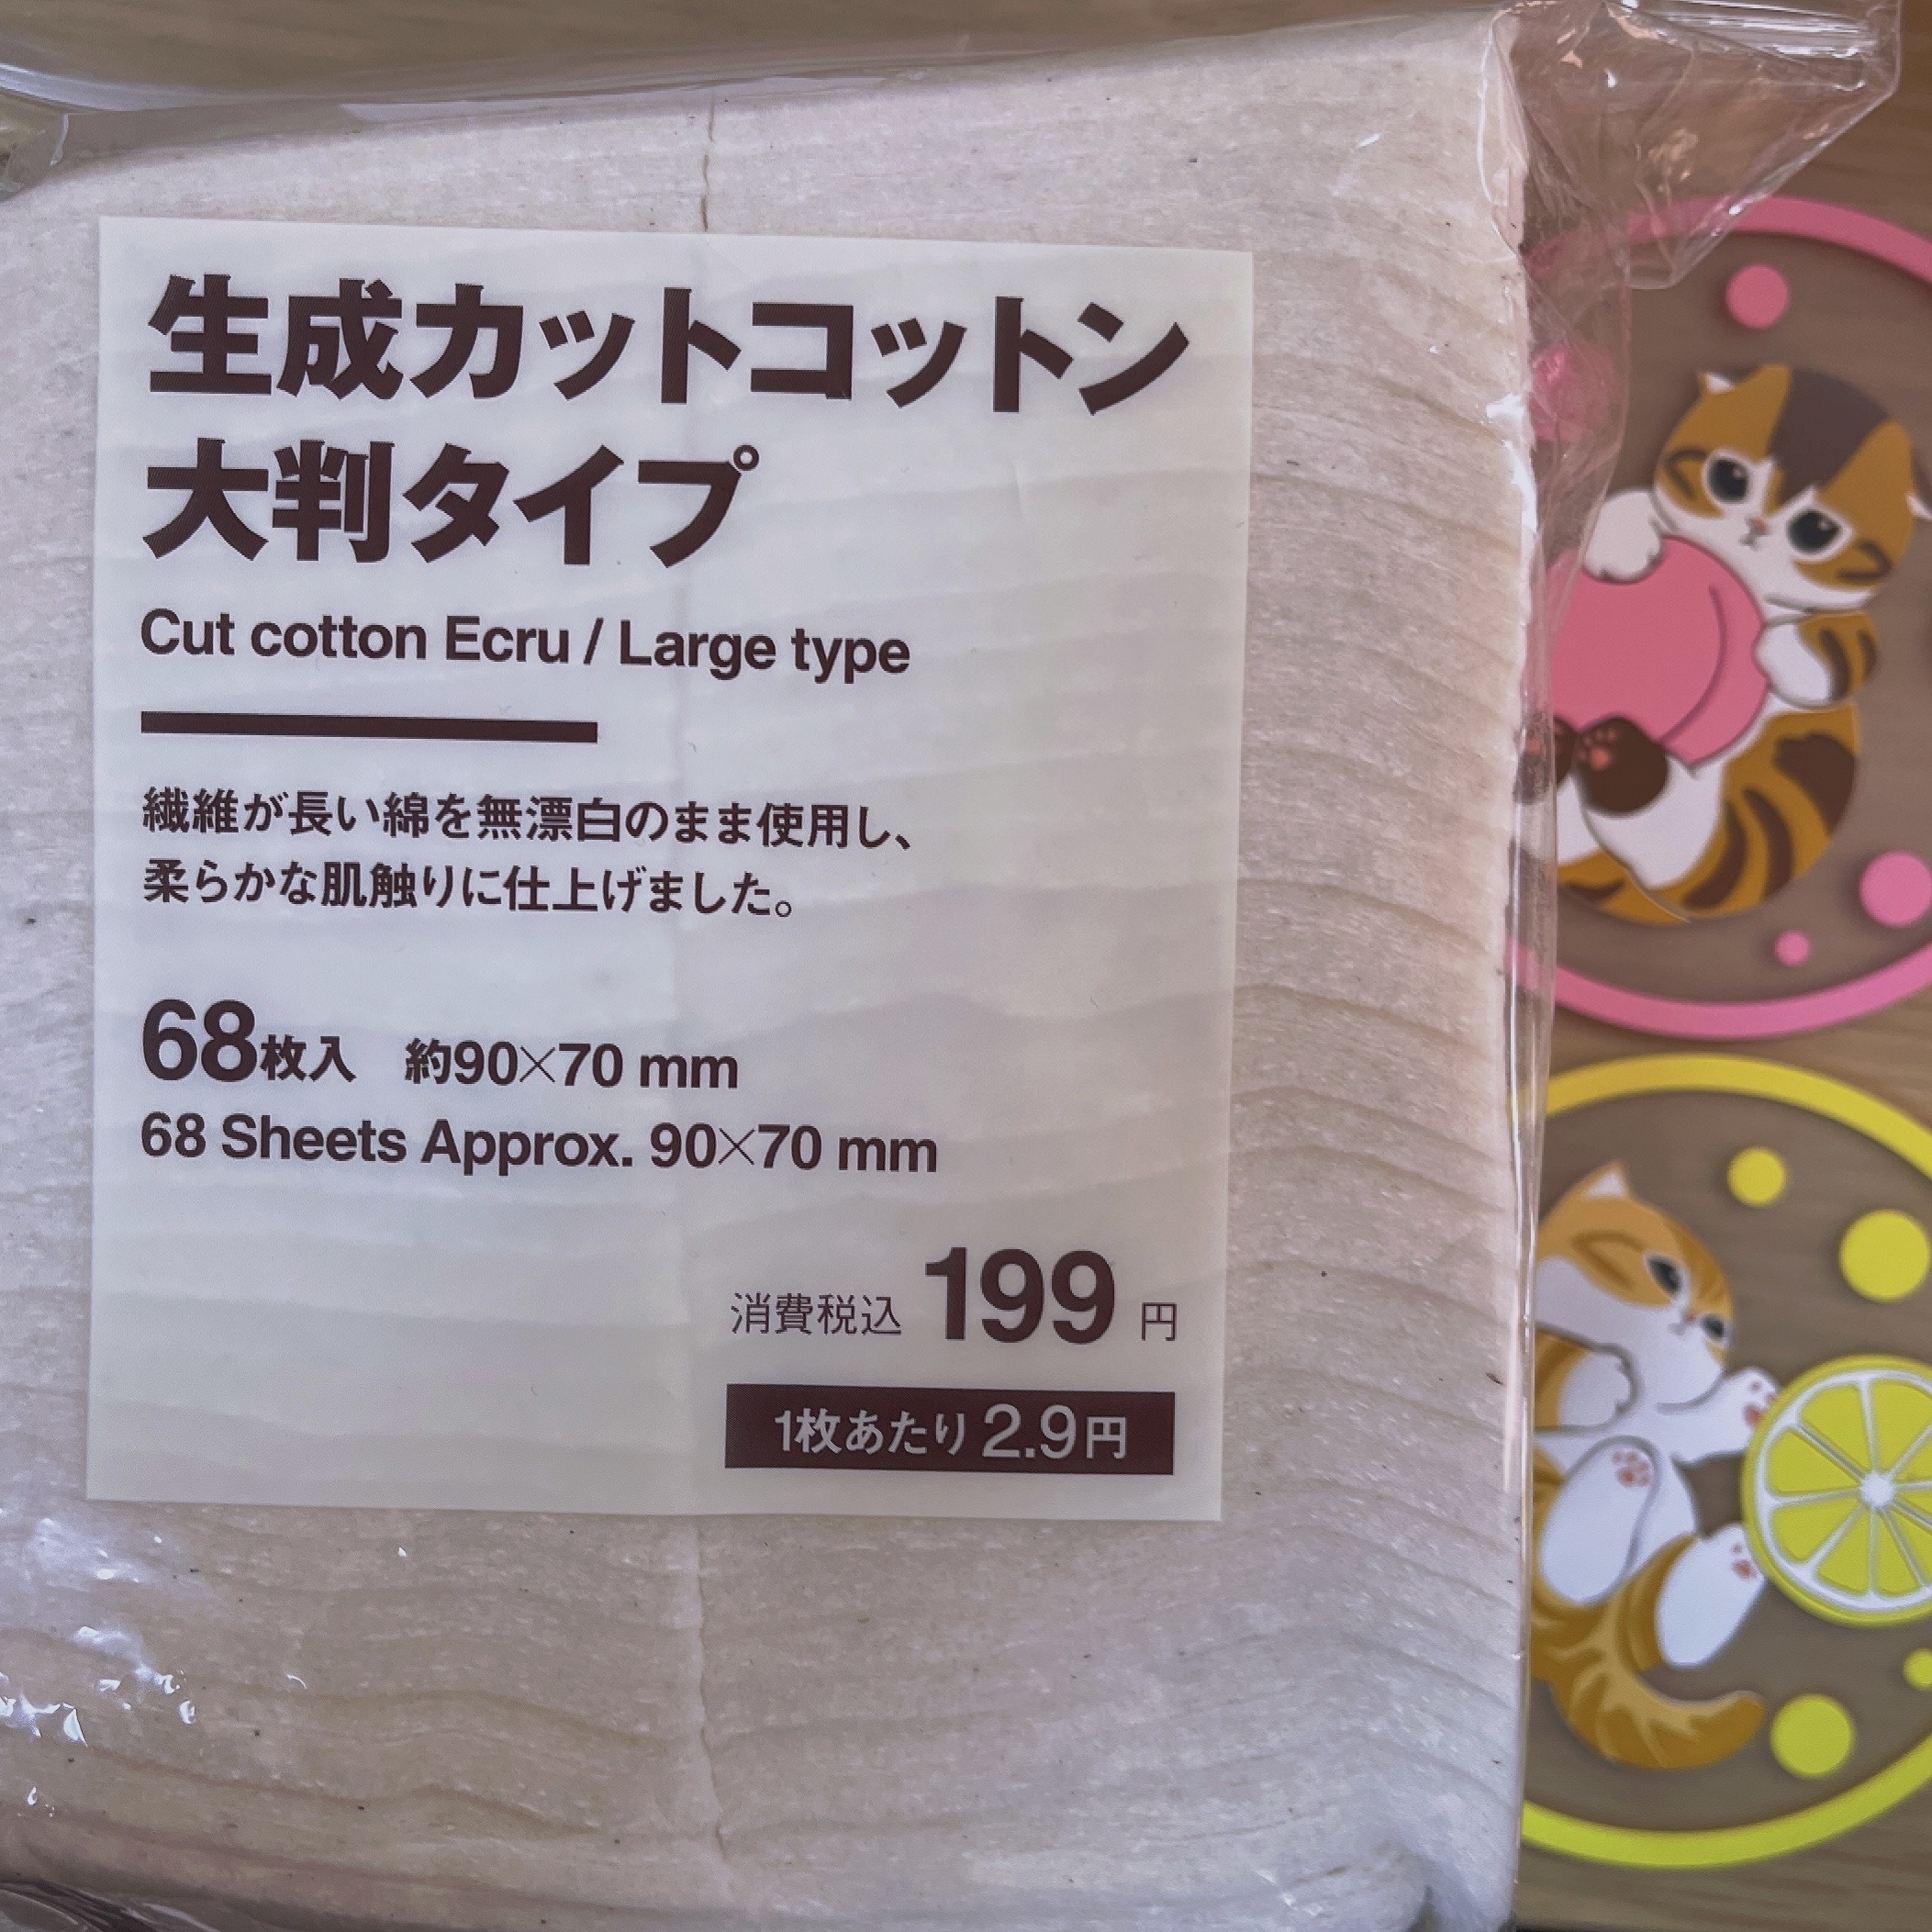 生成カットコットン
大判タイプ
Cut cotton Ecru / Large type
繊維が長い綿を無漂白のまま使用し、
柔らかな肌触りに仕上げました。
68枚入 約90×70 mm
68 Sheets Approx. 90×70 mm
消費税込 199 円
1枚あたり 2.9円